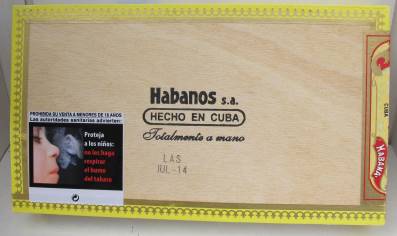 Habanos s.a.
HECHO EN CUBA
Totalmente a mano
LAS
JUL-14
PROHIBIDA SU VENTA A MENORES DE 18 AÑOS
Las autoridades sanitarias advierten:
Proteja
a los niños:
no les haga
respirar
el humo
del tabaco
CUBA
HABANA